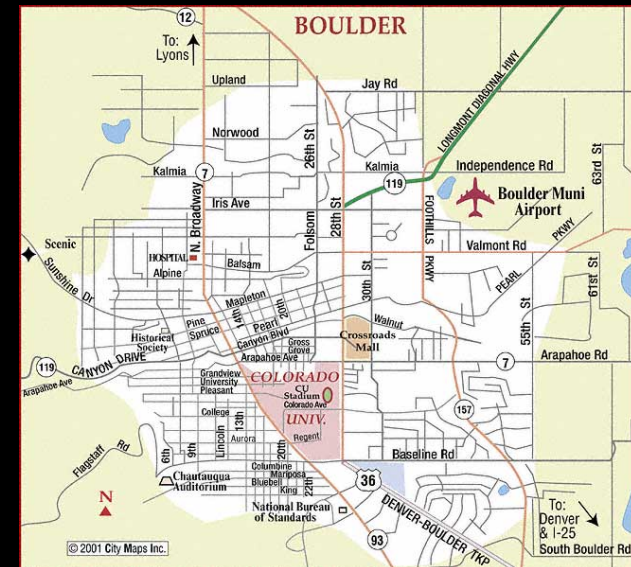 BOULDER
12
To:
Lyons
Upland
Jay Rd
LONGMONT DIAGONAL HWY
Norwood
26th St
63rd St
Kalmia
7
Kalmia
119
Independence Rd
Iris Ave
N. Broadway
Folsom
28th St
FOOTHILLS
PKWY
Boulder Muni
Airport
Scenic
Sunshine Dr
HOSPITAL
Balsam
Alpine
Valmont Rd
PEARL PKWY
30th St
61st St
55th St
Mapleton
14th
20th
Pine
Spruce
Pearl
Walnut
Canyon Blvd
Historical
Society
Gross
Grove
Crossroads
Mall
Arapahoe Ave
7
Arapahoe Rd
119
CANYON DRIVE
Arapahoe Ave
Grandview
University
Pleasant
COLORADO
CU
Stadium
Colorado Ave
UNIV.
157
College
13th
Lincoln
Aurora
Regent
Flagstaff Rd
6th
9th
20th
Baseline Rd
Columbine
Mariposa
Bluebell
King
22th
36
Chautauqua
Auditorium
N
National Bureau
of Standards
DENVER-BOULDER TKP
To:
Denver
& I-25
93
South Boulder Rd
© 2001 City Maps Inc.